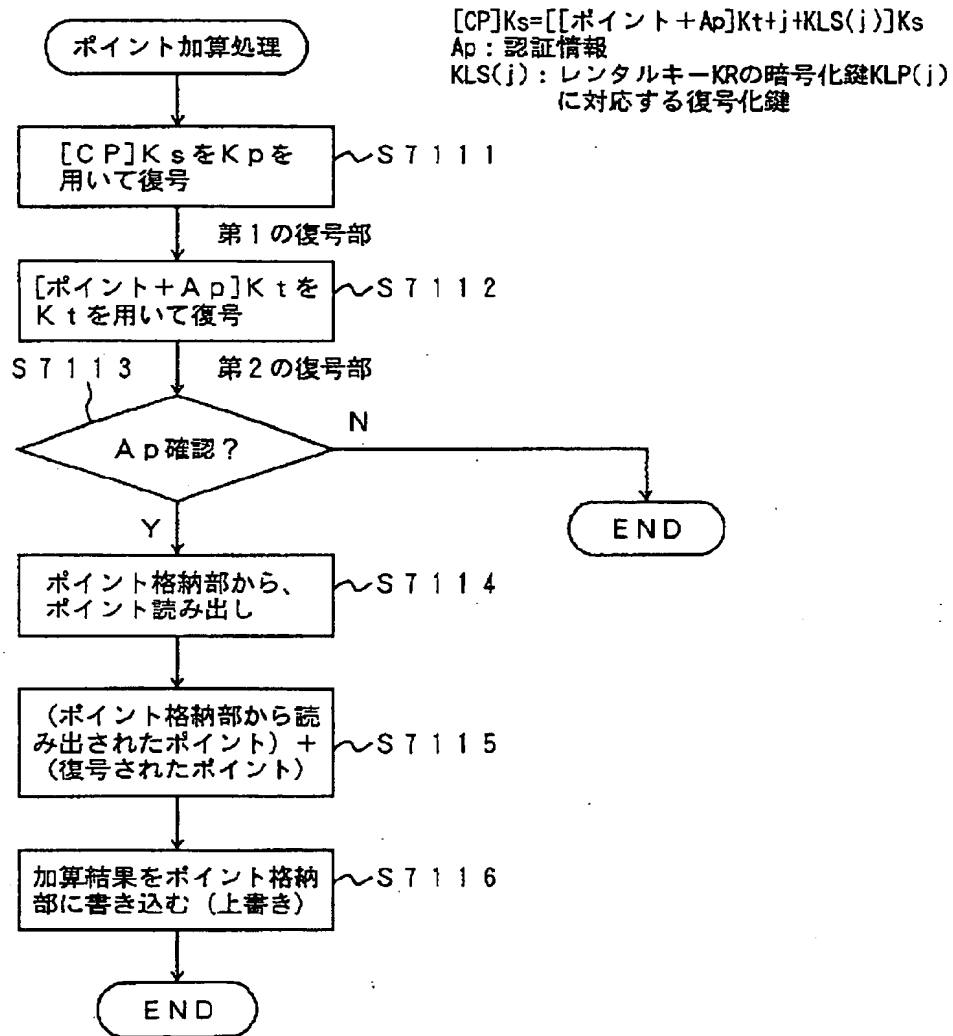 [CP]Ks=[[ポイント+Ap]Kt+j+KLS(j)]Ks
Ap:認証情報
KLS(j):レンタルキーKRの暗号化鍵KLP(j)
に対応する復号化鍵
ポイント加算処理
[CP]KsをKpを
用いて復号
S7111
第1の復号部
[ポイント+Ap]Ktを
Ktを用いて復号
S7112
第2の復号部
S7113
Ap確認?
N
END
Y
ポイント格納部から、
ポイント読み出し
S7114
(ポイント格納部から読
み出されたポイント)+
(復号されたポイント)
S7115
加算結果をポイント格納
部に書き込む(上書き)
S7116
END